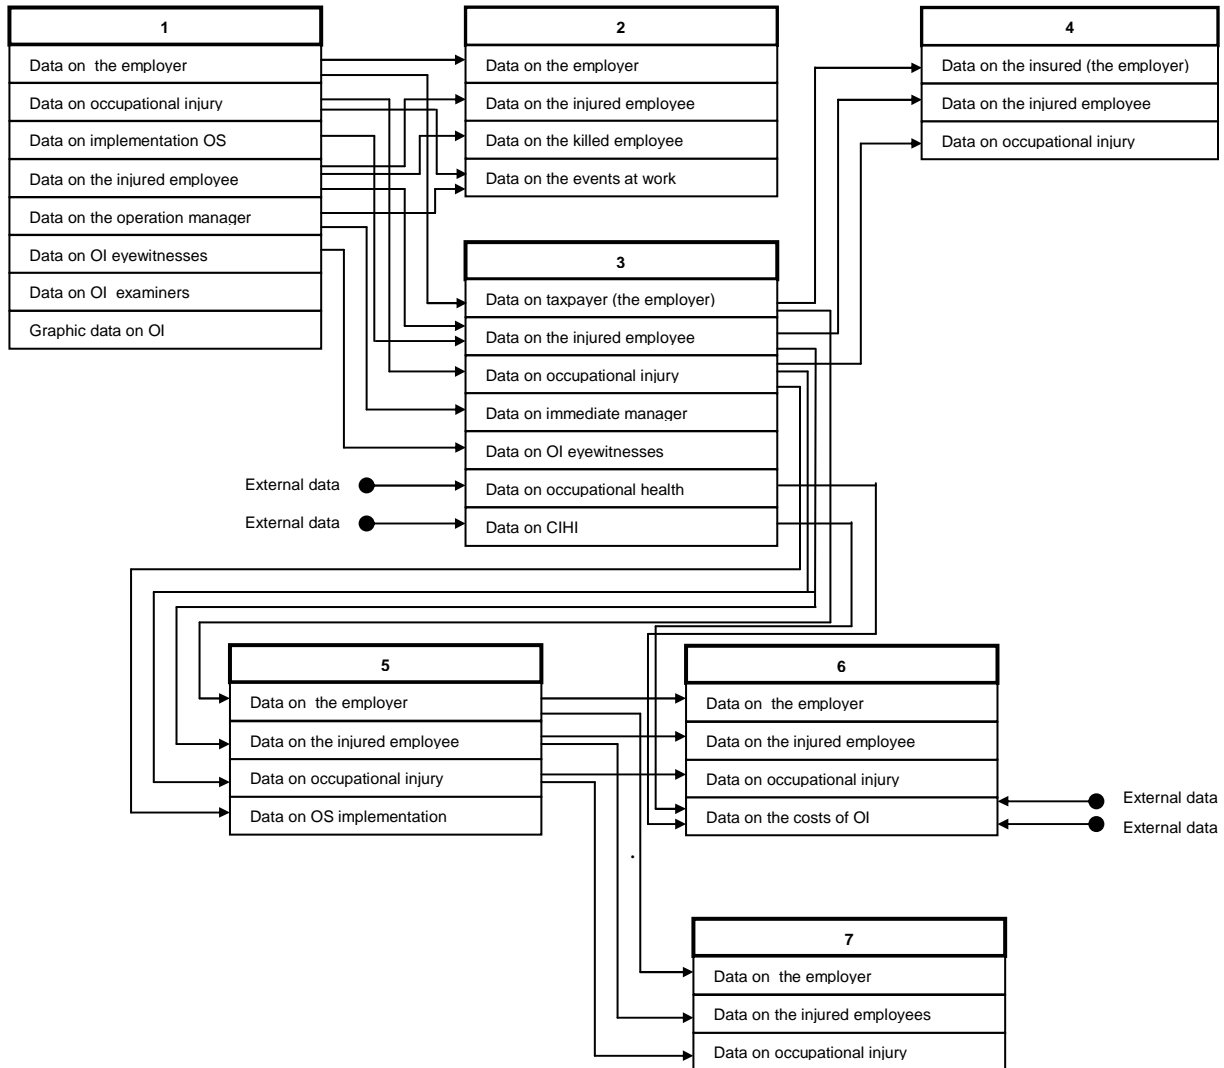 1
Data on the employer
Data on occupational injury
Data on implementation OS
Data on the injured employee
Data on the operation manager
Data on OI eyewitnesses
Data on OI examiners
Graphic data on OI
2
Data on the employer
Data on the injured employee
Data on the killed employee
Data on the events at work
4
Data on the insured (the employer)
Data on the injured employee
Data on occupational injury
3
Data on taxpayer (the employer)
Data on the injured employee
Data on occupational injury
Data on immediate manager
Data on OI eyewitnesses
Data on occupational health
Data on CIHI
External data
External data
5
Data on the employer
Data on the injured employee
Data on occupational injury
Data on OS implementation
6
Data on the employer
Data on the injured employee
Data on occupational injury
Data on the costs of OI
External data
External data
7
Data on the employer
Data on the injured employees
Data on occupational injury